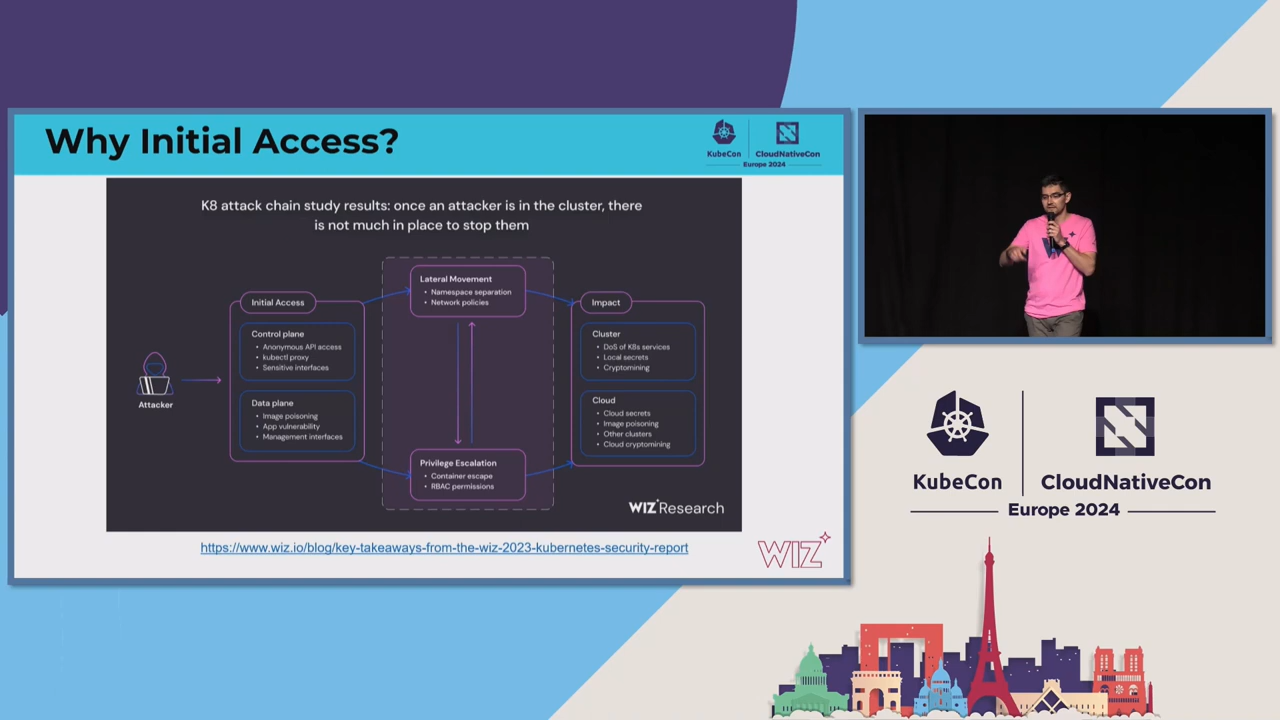 Why Initial Access?
KubeCon
CloudNativeCon
Europe 2024
K8 attack chain study results: once an attacker is in the cluster, there
is not much in place to stop them
Attacker
Initial Access
Control plane
• Anonymous API access
• kubectl proxy
• Sensitive interfaces
Data plane
• Image poisoning
• App vulnerability
• Management interfaces
Lateral Movement
• Namespace separation
• Network policies
Privilege Escalation
• Container escape
• RBAC permissions
Impact
Cluster
• DoS of K8s services
• Local secrets
• Cryptomining
Cloud
• Cloud secrets
• Image poisoning
• Other clusters
• Cloud cryptomining
WIZ Research
https://www.wiz.io/blog/key-takeaways-from-the-wiz-2023-kubernetes-security-report
WIZ
KubeCon
CloudNativeCon
Europe 2024